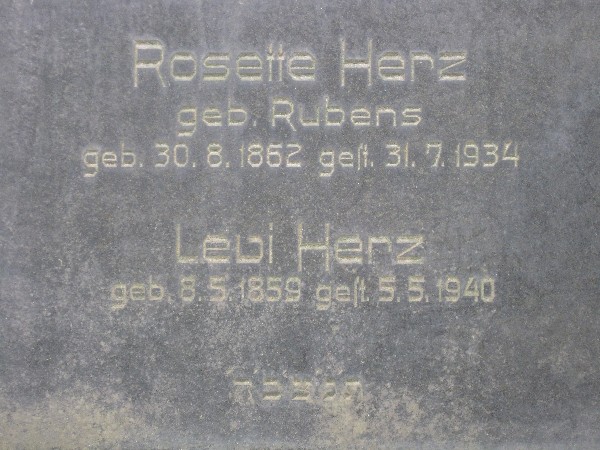 Rosette Herz
geb. Rubens
geb. 30. 8. 1862 geſt. 31. 7. 1934
Levi Herz
geb. 8. 5. 1859 geſt. 5. 5. 1940
תנצבה